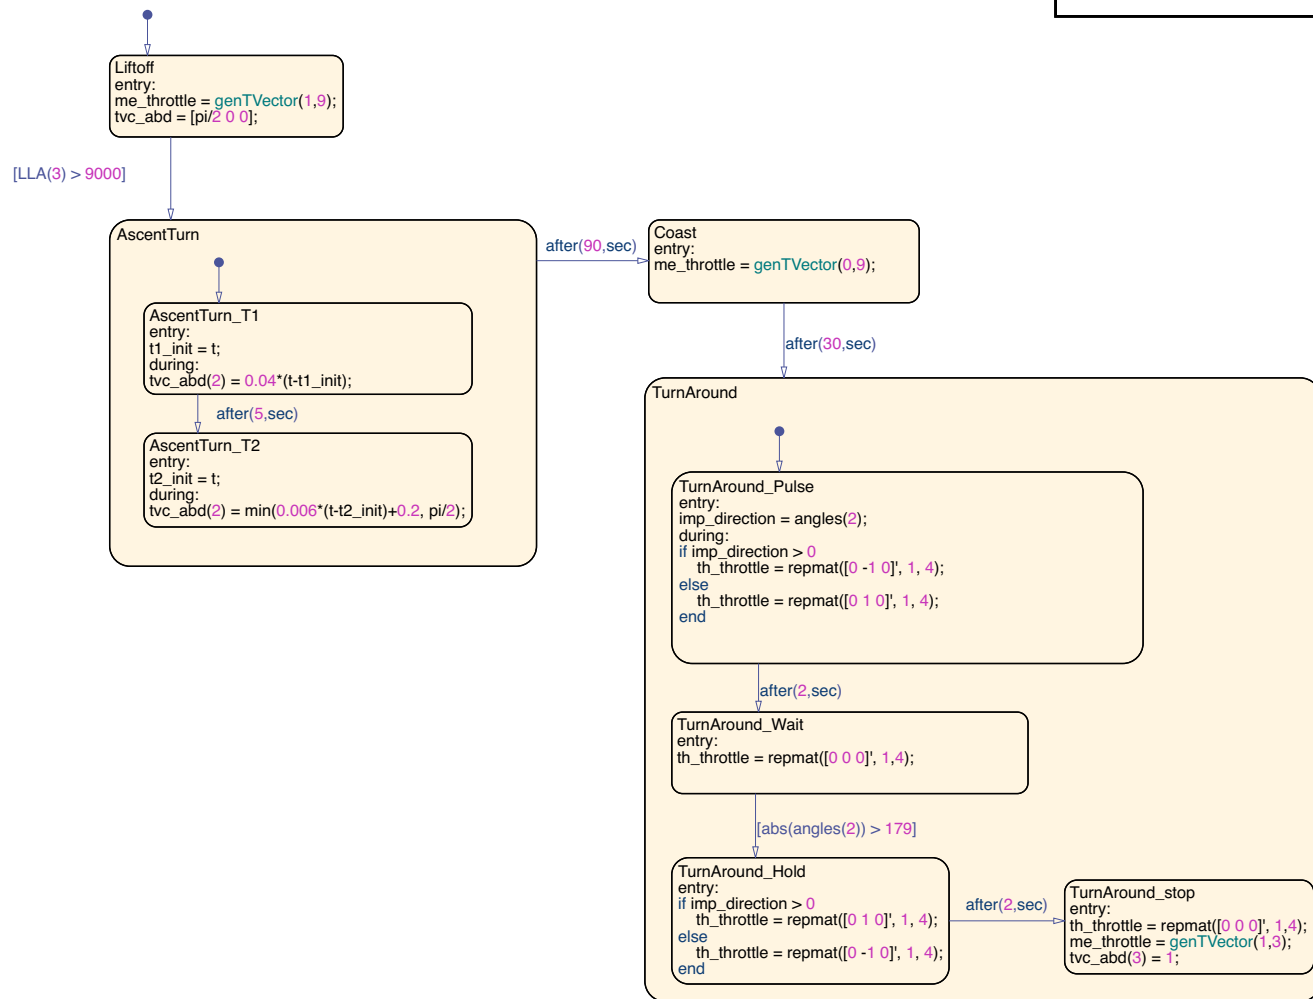 Liftoff
entry:
me_throttle = genTVector(1,9);
tvc_abd = [pi/2 0 0];
[LLA(3) > 9000]
AscentTurn
AscentTurn_T1
entry:
t1_init = t;
during:
tvc_abd(2) = 0.04*(t-t1_init);
after(5,sec)
AscentTurn_T2
entry:
t2_init = t;
during:
tvc_abd(2) = min(0.006*(t-t2_init)+0.2, pi/2);
after(90,sec)
Coast
entry:
me_throttle = genTVector(0,9);
after(30,sec)
TurnAround
TurnAround_Pulse
entry:
imp_direction = angles(2);
during:
if imp_direction > 0
th_throttle = repmat([0 -1 0]', 1, 4);
else
th_throttle = repmat([0 1 0]', 1, 4);
end
after(2,sec)
TurnAround_Wait
entry:
th_throttle = repmat([0 0 0]', 1,4);
[abs(angles(2)) > 179]
TurnAround_Hold
entry:
if imp_direction > 0
th_throttle = repmat([0 1 0]', 1, 4);
else
th_throttle = repmat([0 -1 0]', 1, 4);
end
after(2,sec)
TurnAround_stop
entry:
th_throttle = repmat([0 0 0]', 1,4);
me_throttle = genTVector(1,3);
tvc_abd(3) = 1;